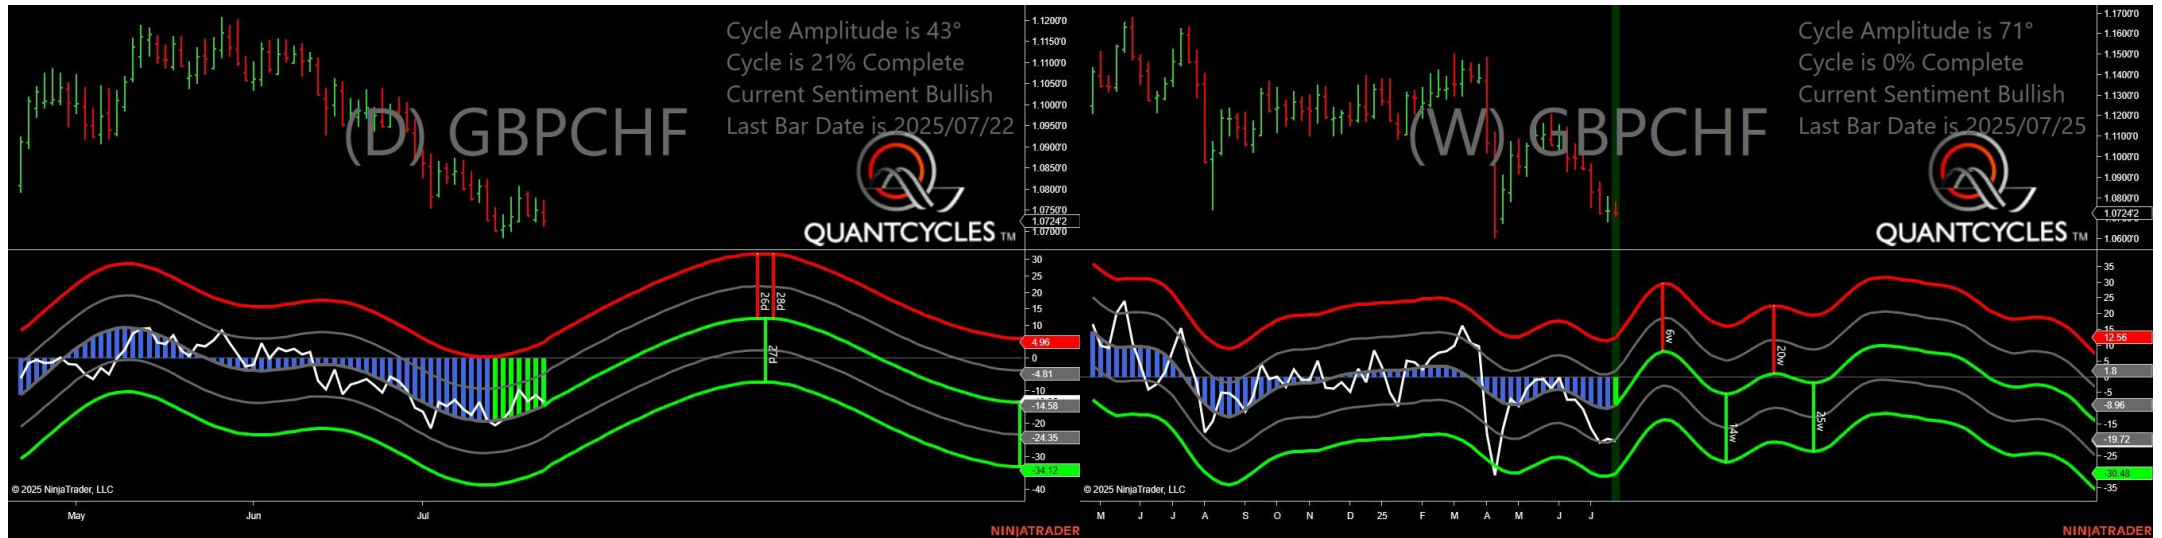 Cycle Amplitude is 43°
Cycle is 21% Complete
Current Sentiment Bullish
Last Bar Date is 2025/07/22
(D) GBPCHF
QUANTCYCLES TM
1.1200'0
1.1150'0
1.1100'0
1.1050'0
1.1000'0
1.0950'0
1.0900'0
1.0850'0
1.0800'0
1.0750'0
1.0724'2
1.0700'0
26d
28d
27d
30
25
20
15
10
4.96
0
-4.81
-10
-14.58
-20
-24.35
-30
-34.12
-40
© 2025 NinjaTrader, LLC
May
Jun
Jul
NINJATRADER
Cycle Amplitude is 71°
Cycle is 0% Complete
Current Sentiment Bullish
Last Bar Date is 2025/07/25
(W) GBPCHF
QUANTCYCLES TM
1.1700'0
1.1600'0
1.1500'0
1.1400'0
1.1300'0
1.1200'0
1.1100'0
1.1000'0
1.0900'0
1.0800'0
1.0724'2
1.0600'0
6w
20w
14w
25w
35
30
25
20
15
12.56
10
5
1.8
0
-5
-8.96
-15
-19.72
-25
-30.48
-35
© 2025 NinjaTrader, LLC
M J J A S O N D 25 F M A M J J
NINJATRADER